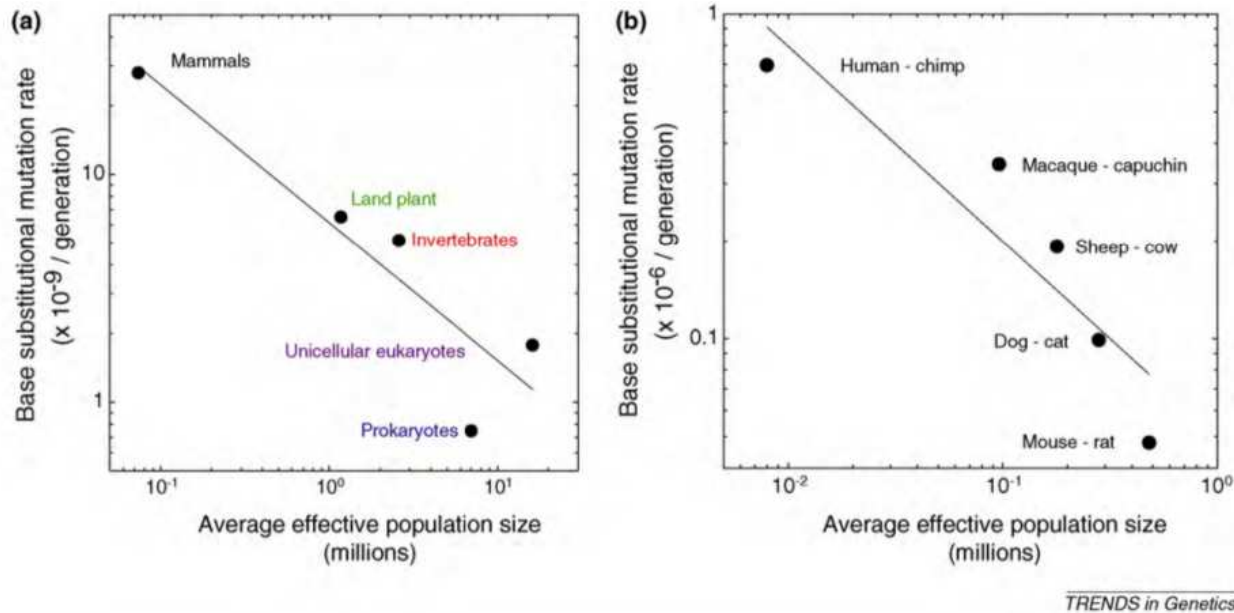 (a)
Base substitutional mutation rate
(x 10⁻⁹ / generation)
10
1
Mammals
Land plant
Invertebrates
Unicellular eukaryotes
Prokaryotes
10⁻¹ 10⁰ 10¹
Average effective population size
(millions)
(b)
Base substitutional mutation rate
(x 10⁻⁶ / generation)
1
0.1
Human - chimp
Macaque - capuchin
Sheep - cow
Dog - cat
Mouse - rat
10⁻² 10⁻¹ 10⁰
Average effective population size
(millions)
TRENDS in Genetics